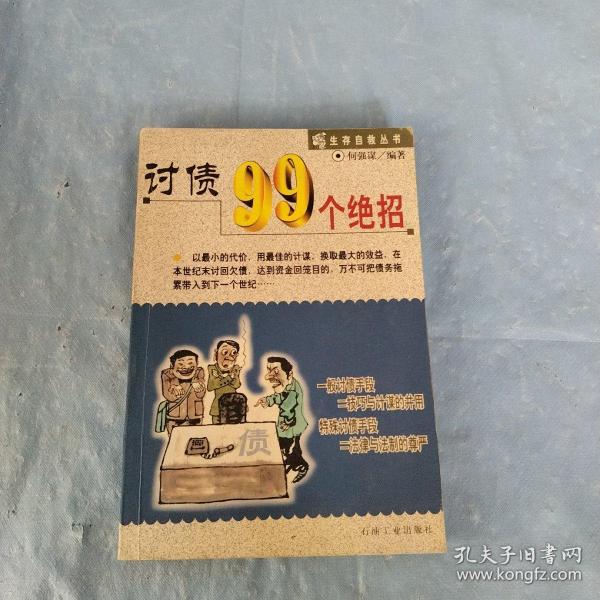 生存自救丛书
何强谋/编著
讨债99个绝招
以最小的代价，用最佳的计谋，换取最大的效益，在
本世纪末讨回欠债，达到资金回笼目的，万不可把债务拖
累带入到下一个世纪……
一般讨债手段
—技巧与计谋的并用
特殊讨债手段
—法律与法制的尊严
债
石油工业出版社
孔夫子旧书网
www.kongfz.com